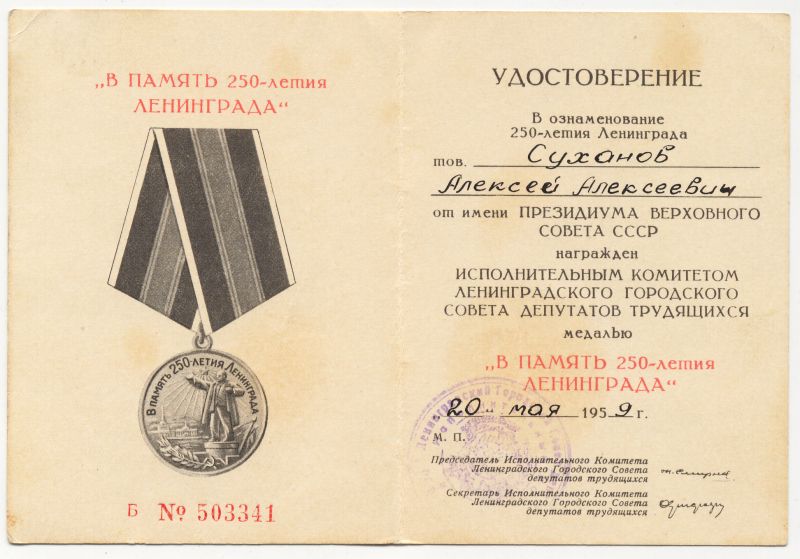 „В ПАМЯТЬ 250-летия
ЛЕНИНГРАДА“
В ПАМЯТЬ 250-ЛЕТИЯ ЛЕНИНГРАДА
Б № 503341
УДОСТОВЕРЕНИЕ
В ознаменование
250-летия Ленинграда
тов. Суханов
Алексей Алексеевич
от имени ПРЕЗИДИУМА ВЕРХОВНОГО
СОВЕТА СССР
награжден
ИСПОЛНИТЕЛЬНЫМ КОМИТЕТОМ
ЛЕНИНГРАДСКОГО ГОРОДСКОГО
СОВЕТА ДЕПУТАТОВ ТРУДЯЩИХСЯ
медалью
„В ПАМЯТЬ 250-летия
ЛЕНИНГРАДА“
20 мая 1959 г.
М. П.
Председатель Исполнительного Комитета
Ленинградского Городского Совета
депутатов трудящихся
Секретарь Исполнительного Комитета
Ленинградского Городского Совета
депутатов трудящихся